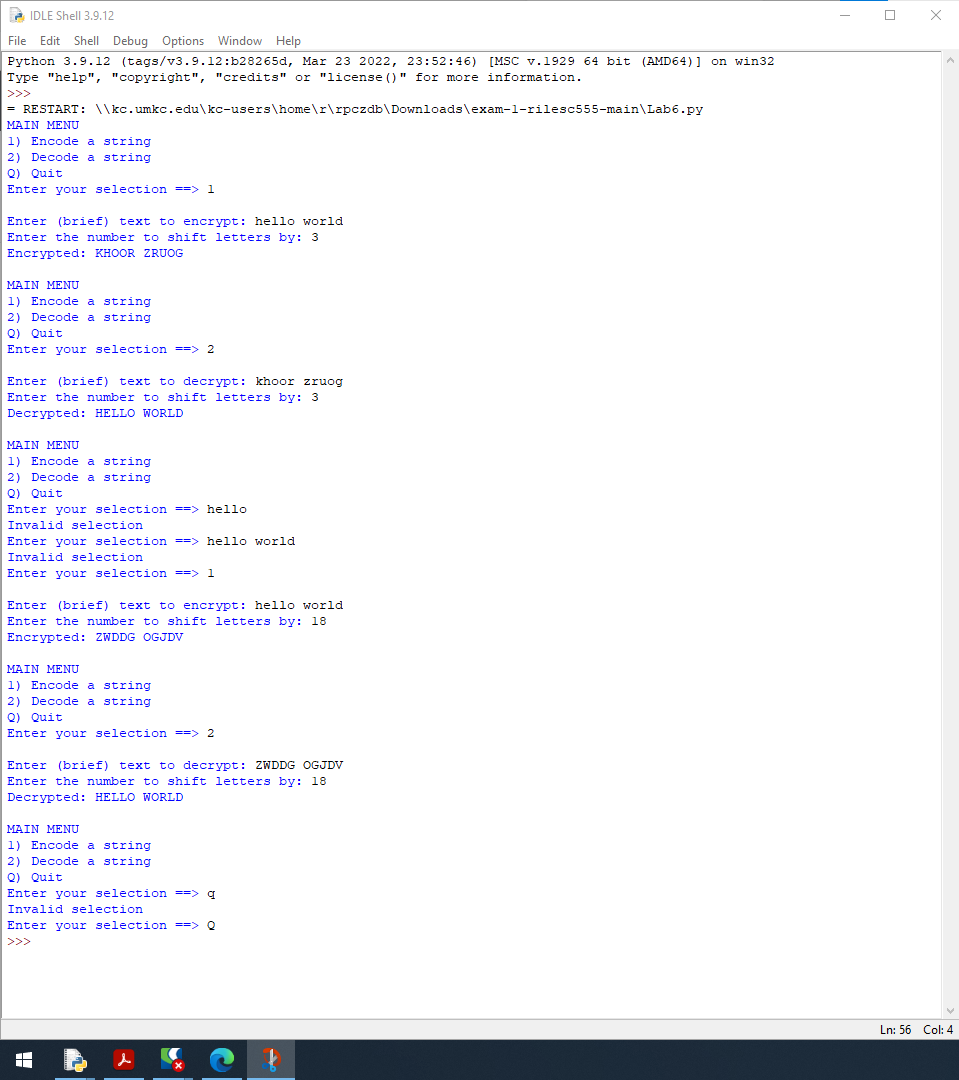 IDLE Shell 3.9.12
File Edit Shell Debug Options Window Help
Python 3.9.12 (tags/v3.9.12:b28265d, Mar 23 2022, 23:52:46) [MSC v.1929 64 bit (AMD64)] on win32
Type "help", "copyright", "credits" or "license()" for more information.
>>>
= RESTART: \\kc.umkc.edu\kc-users\home\r\rpczdb\Downloads\exam-1-rilesc555-main\Lab6.py
MAIN MENU
1) Encode a string
2) Decode a string
Q) Quit
Enter your selection ==> 1
Enter (brief) text to encrypt: hello world
Enter the number to shift letters by: 3
Encrypted: KHOOR ZRUOG
MAIN MENU
1) Encode a string
2) Decode a string
Q) Quit
Enter your selection ==> 2
Enter (brief) text to decrypt: khoor zruog
Enter the number to shift letters by: 3
Decrypted: HELLO WORLD
MAIN MENU
1) Encode a string
2) Decode a string
Q) Quit
Enter your selection ==> hello
Invalid selection
Enter your selection ==> hello world
Invalid selection
Enter your selection ==> 1
Enter (brief) text to encrypt: hello world
Enter the number to shift letters by: 18
Encrypted: ZWDDG OGJDV
MAIN MENU
1) Encode a string
2) Decode a string
Q) Quit
Enter your selection ==> 2
Enter (brief) text to decrypt: ZWDDG OGJDV
Enter the number to shift letters by: 18
Decrypted: HELLO WORLD
MAIN MENU
1) Encode a string
2) Decode a string
Q) Quit
Enter your selection ==> q
Invalid selection
Enter your selection ==> Q
>>>
Ln: 56 Col: 4